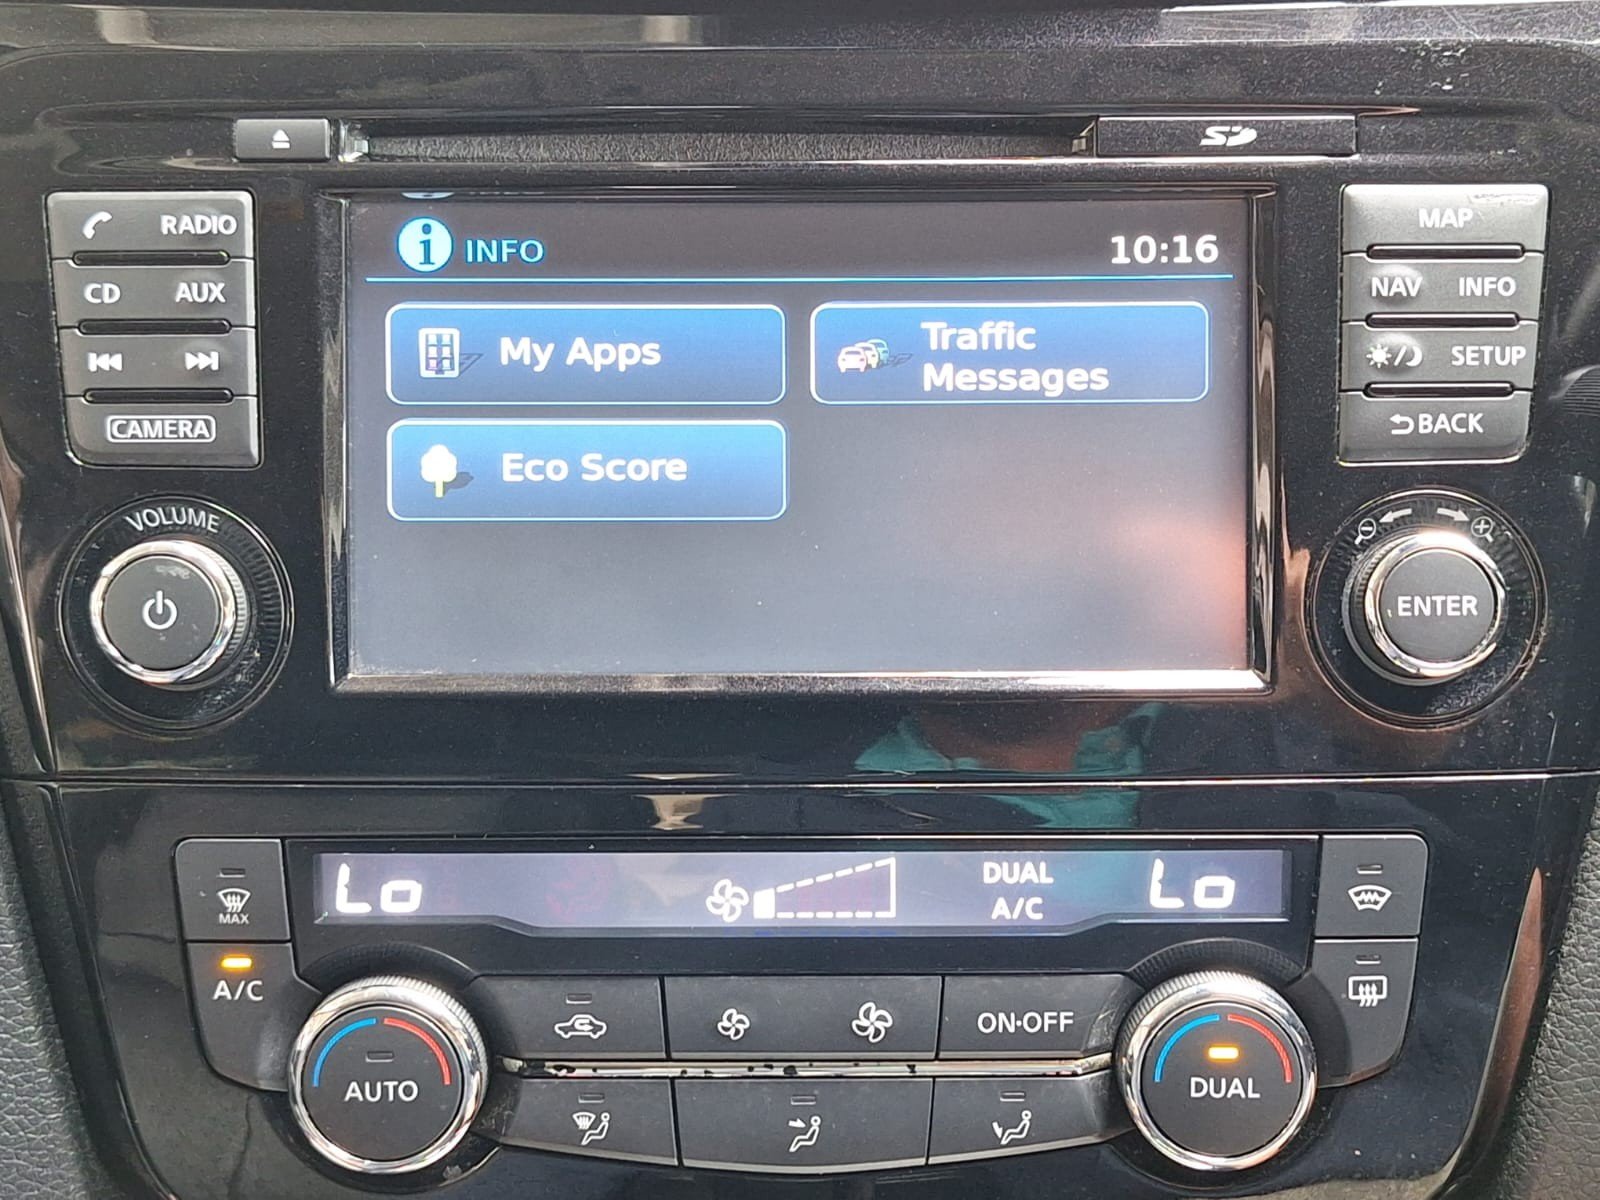 SD
RADIO
CD AUX
CAMERA
VOLUME
INFO 10:16
My Apps
Traffic
Messages
Eco Score
MAP
NAV INFO
SETUP
BACK
ENTER
MAX
A/C
Lo
DUAL
A/C
Lo
AUTO
ON·OFF
DUAL